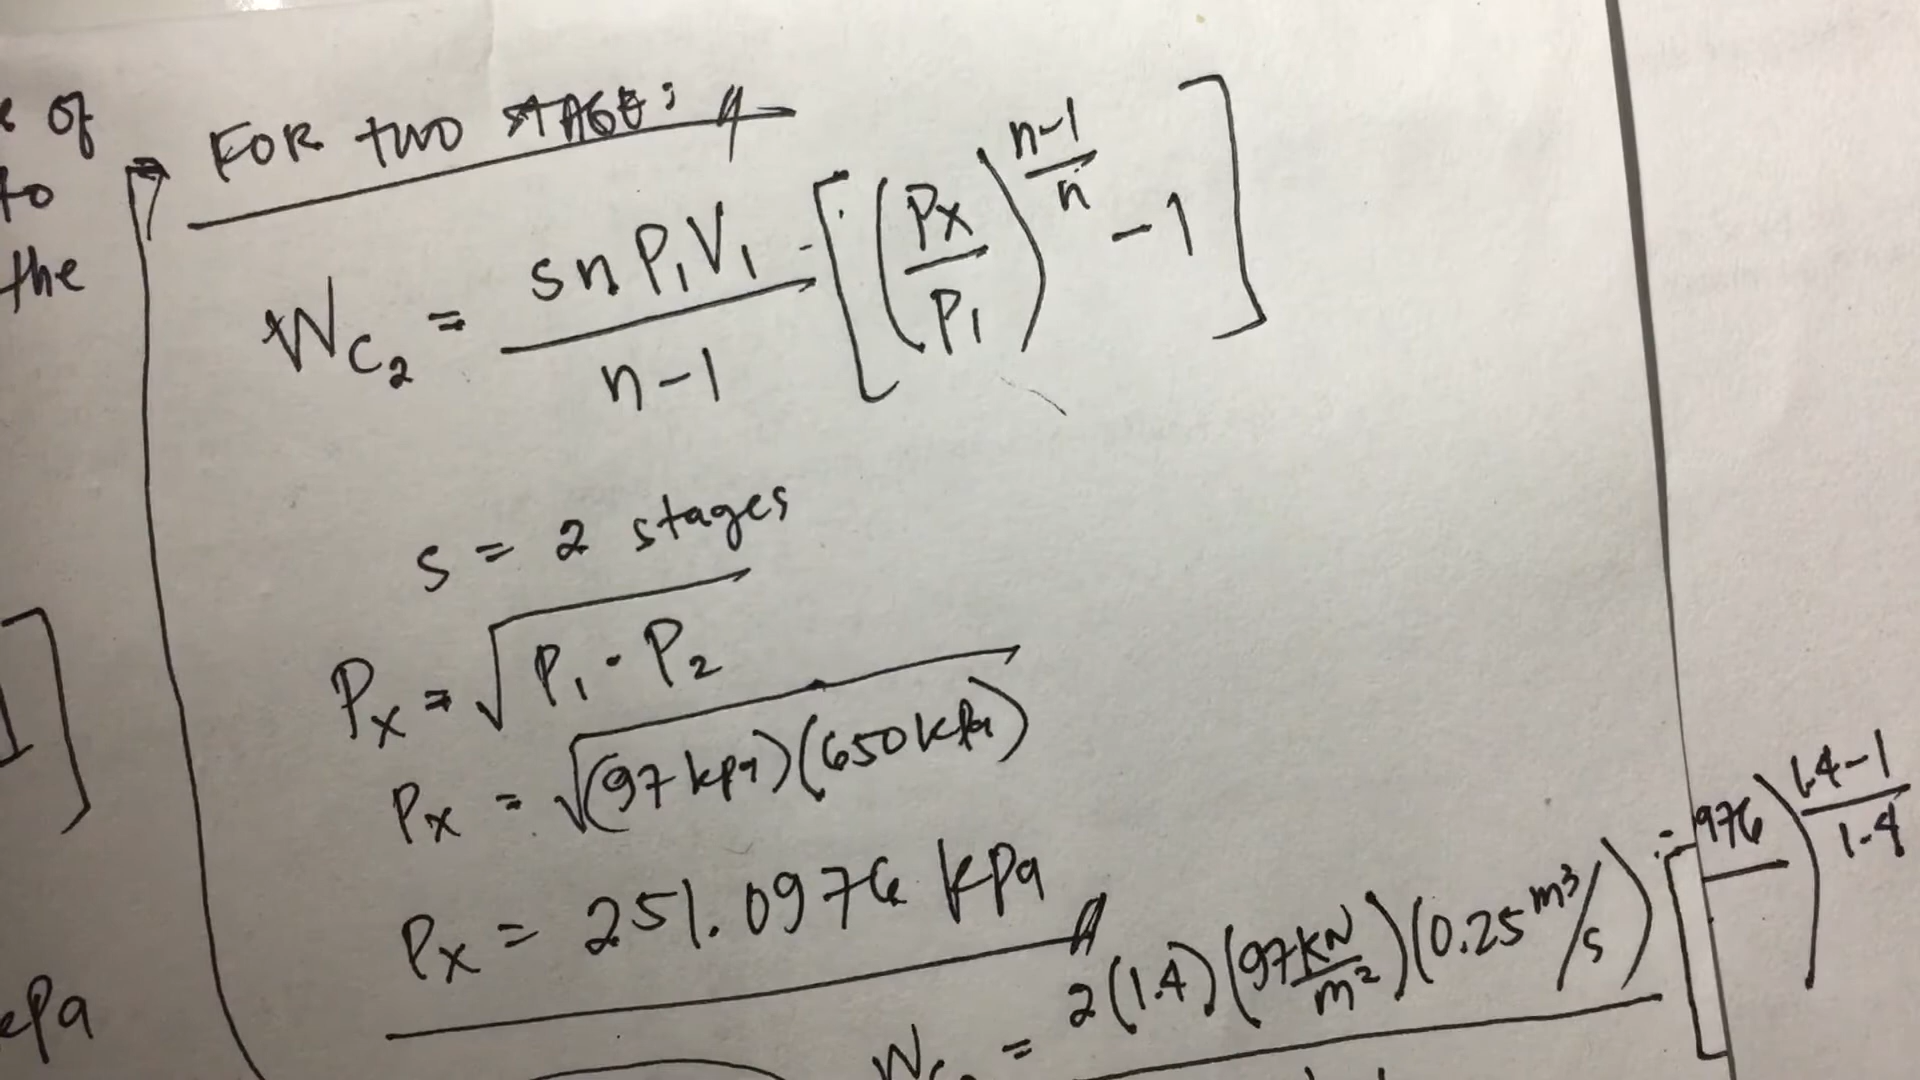 e of
to
the
FOR TWO STAGE:
Wc₂ = snP₁V₁ / n-1 [(Px/P₁)^(n-1/n) -1]
s = 2 stages
Px = √P₁·P₂
Px = √(97 kPa)(650 kPa)
Px = 251.0976 kPa
kPa
Wc = 2(1.4)(97 kN/m²)(0.25 m³/s) [976)^(1.4-1/1.4)